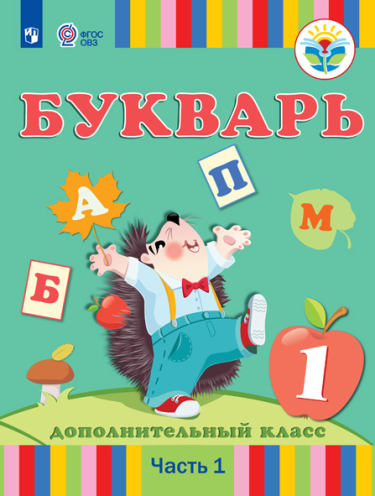 ФГОС
ОВЗ
БУКВАРЬ
А
П
М
Б
1
ДОПОЛНИТЕЛЬНЫЙ КЛАСС
Часть 1